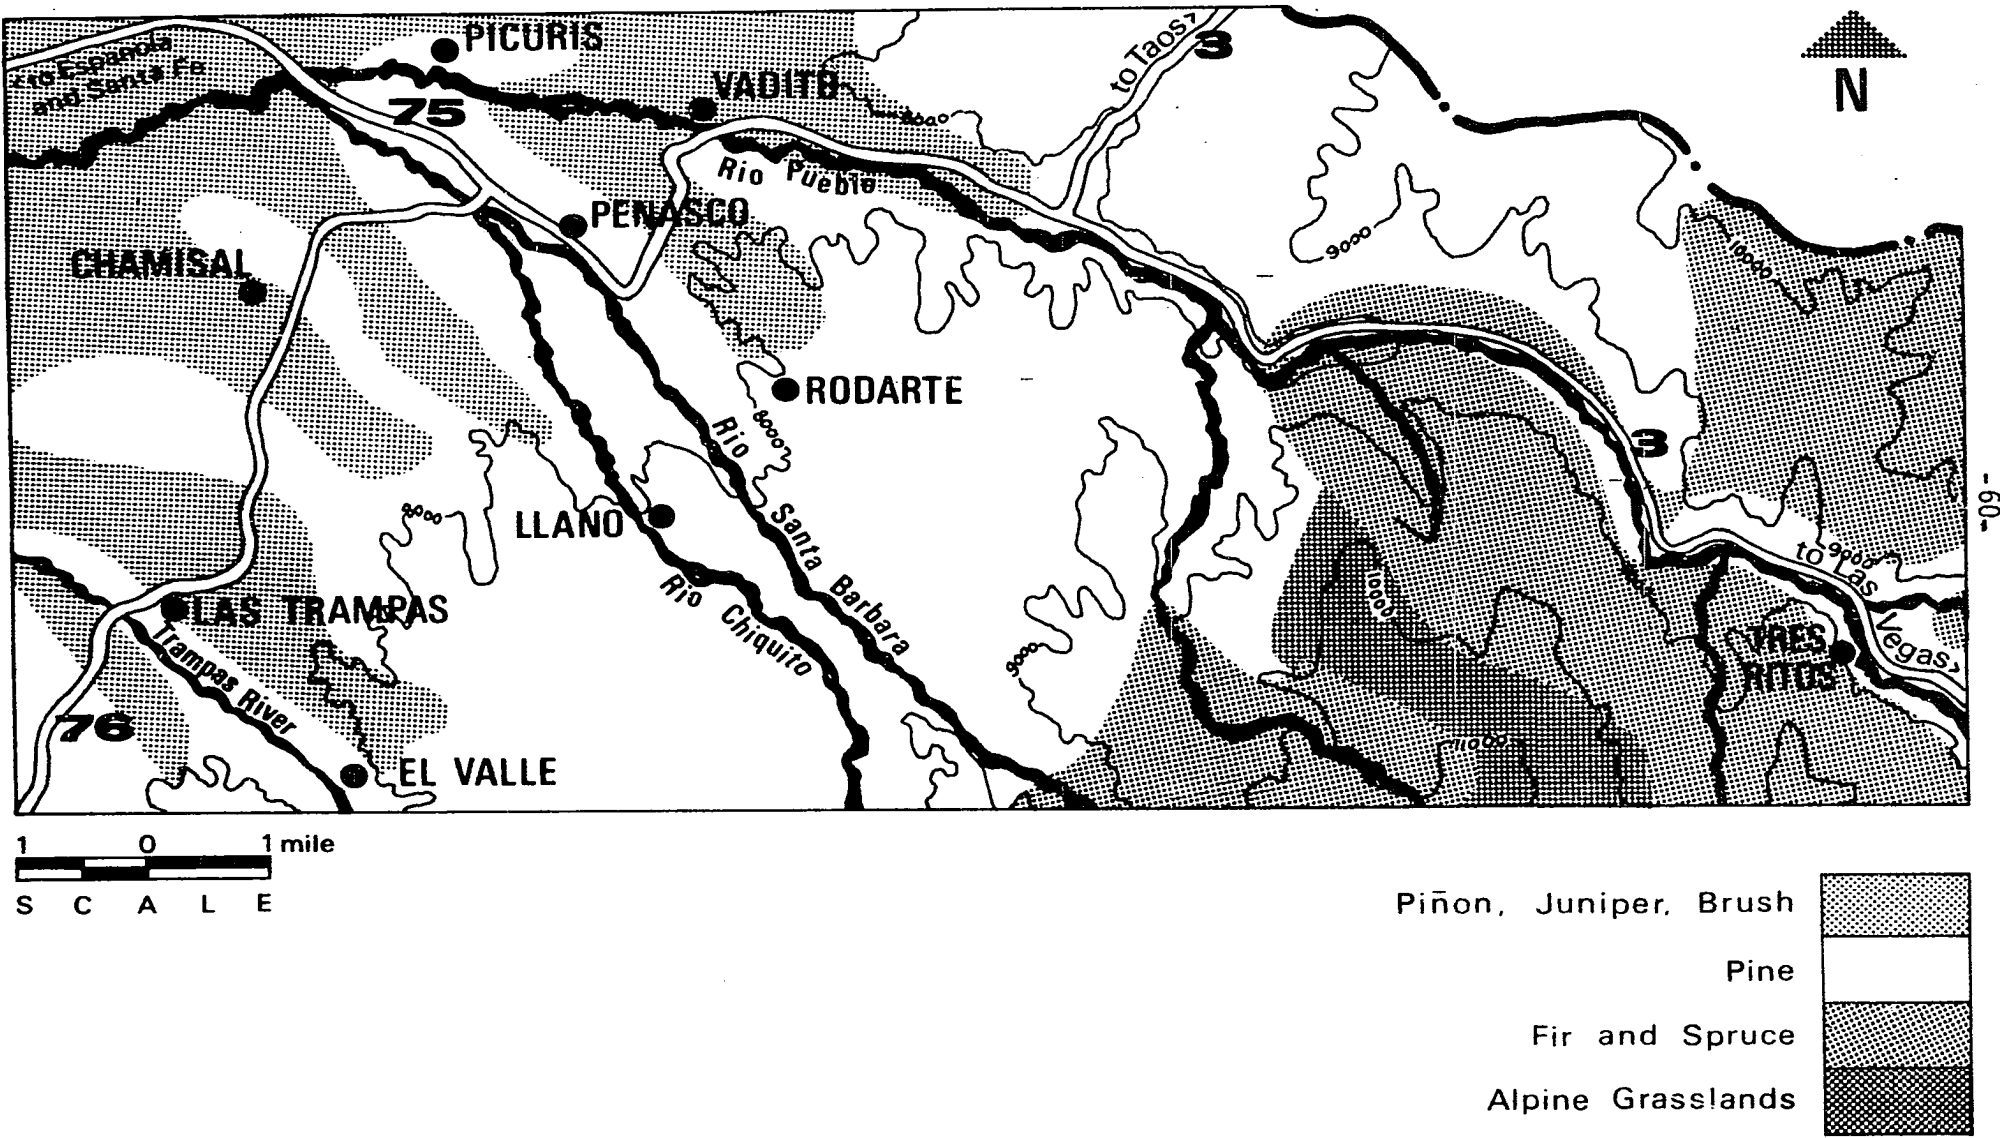 PICURIS
<to Española
and Santa Fe
VADITO
to Taos>
3
75
N
8000
Rio Pueblo
PENASCO
9000
10000
CHAMISAL
RODARTE
8000
Rio Santa Barbara
3
8000
LLANO
-60-
to Las Vegas>
9000
Rio Chiquito
10000
LAS TRAMPAS
Trampas River
9000
TRES
RITOS
76
11000
EL VALLE
1 0 1 mile
S C A L E
Piñon, Juniper, Brush
Pine
Fir and Spruce
Alpine Grasslands